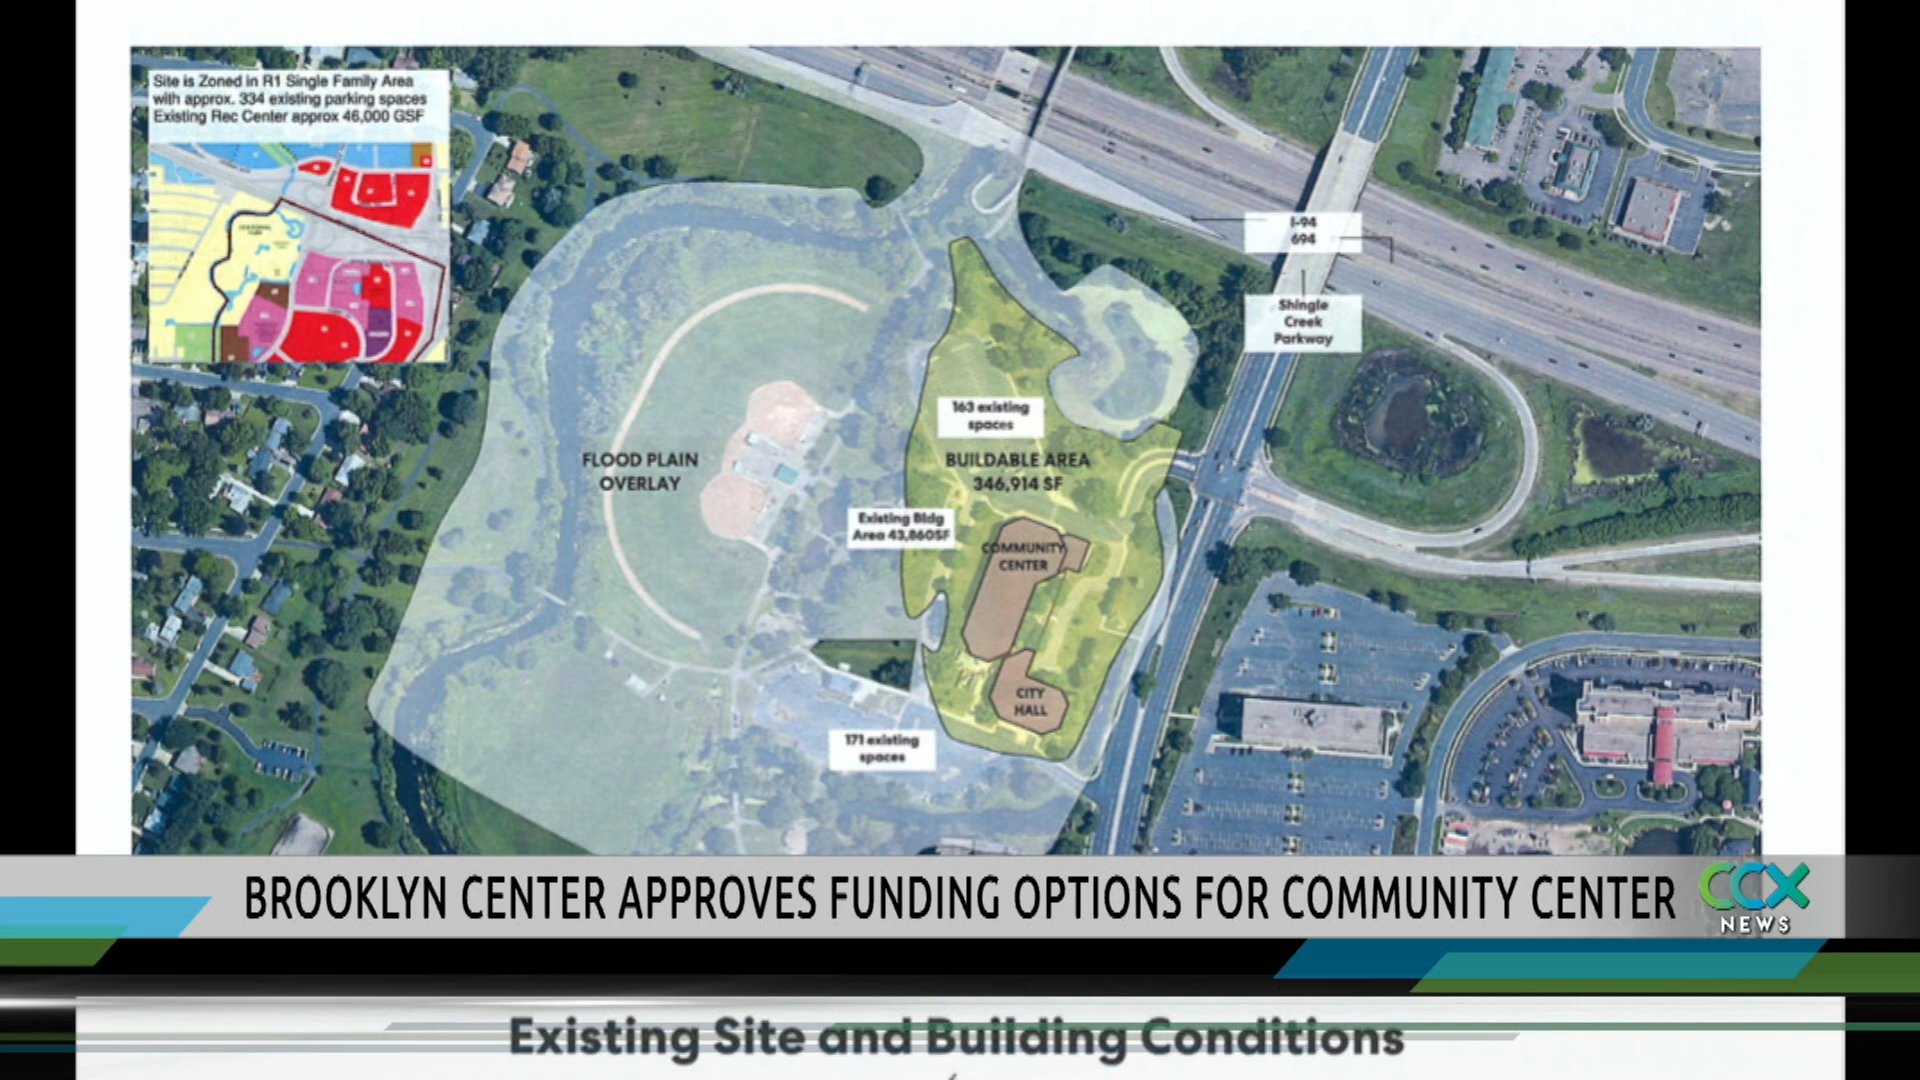 Site is Zoned in R1 Single Family Area
with approx. 334 existing parking spaces
Existing Rec Center approx 46,000 GSF
I-94
694
Shingle
Creek
Parkway
163 existing
spaces
FLOOD PLAIN
OVERLAY
BUILDABLE AREA
346,914 SF
Existing Bldg
Area 43,860SF
COMMUNITY
CENTER
CITY
HALL
171 existing
spaces
BROOKLYN CENTER APPROVES FUNDING OPTIONS FOR COMMUNITY CENTER
CCX
NEWS
Existing Site and Building Conditions